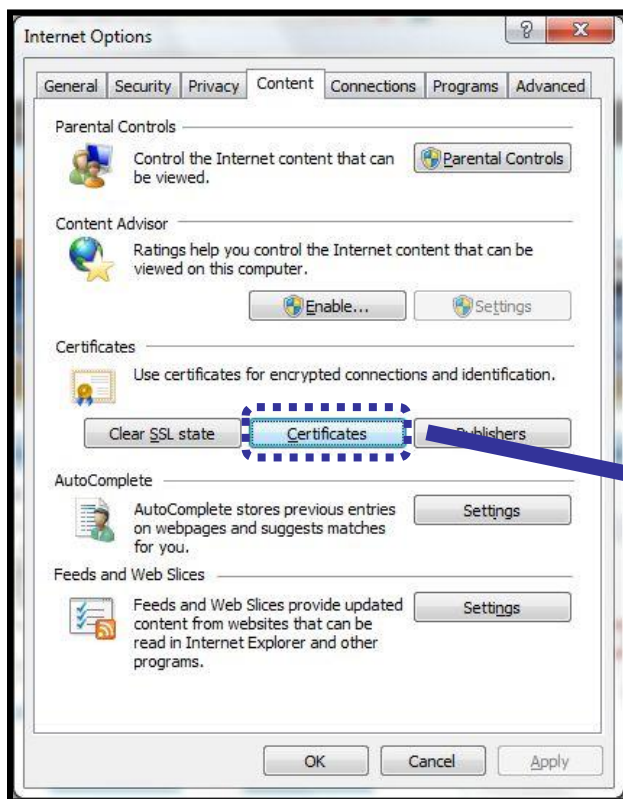 Internet Options
General Security Privacy Content Connections Programs Advanced
Parental Controls
Control the Internet content that can
be viewed.
Parental Controls
Content Advisor
Ratings help you control the Internet content that can be
viewed on this computer.
Enable... Settings
Certificates
Use certificates for encrypted connections and identification.
Clear SSL state Certificates Publishers
AutoComplete
AutoComplete stores previous entries
on webpages and suggests matches
for you.
Settings
Feeds and Web Slices
Feeds and Web Slices provide updated
content from websites that can be
read in Internet Explorer and other
programs.
Settings
OK Cancel Apply